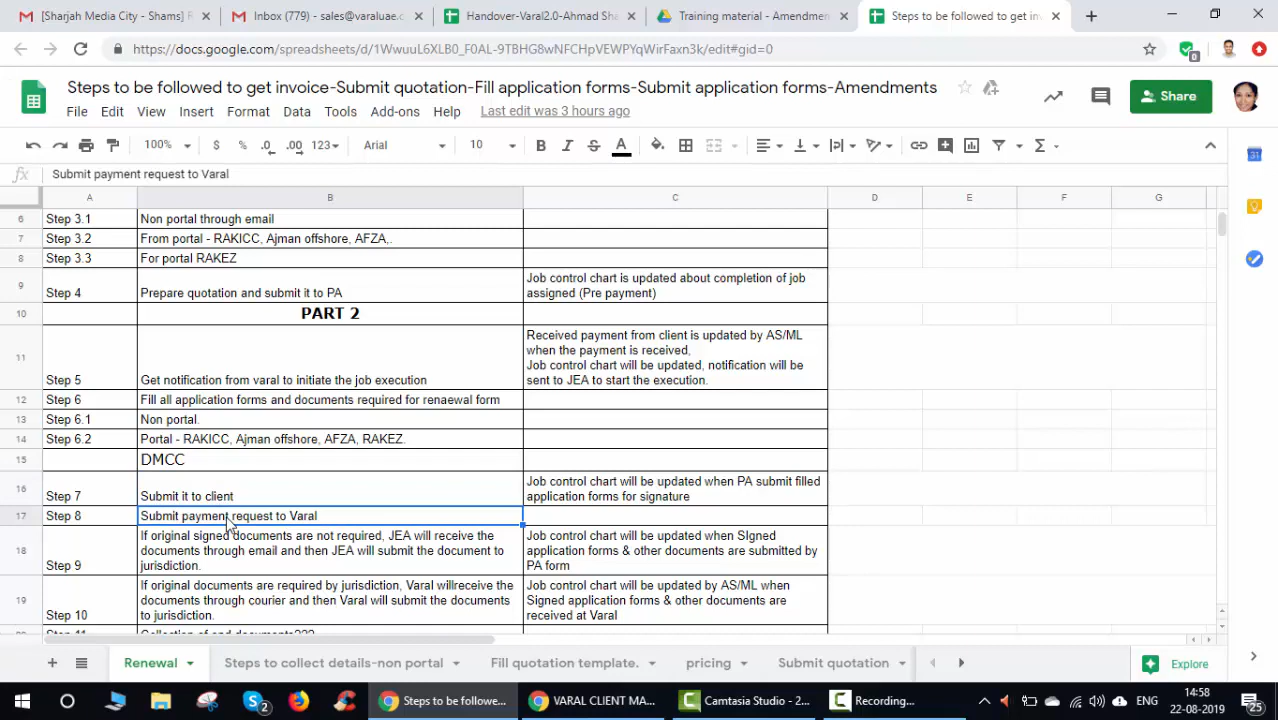 [Sharjah Media City - Shams] R
Inbox (779) - sales@varaluae.c
Handover-Varal2.0-Ahmad Sha
Training material - Amendmen
Steps to be followed to get inv
https://docs.google.com/spreadsheets/d/1WwuuL6XLB0_F0AL-9TBHG8wNFCHpVEWPYqWirFaxn3k/edit#gid=0
0
Steps to be followed to get invoice-Submit quotation-Fill application forms-Submit application forms-Amendments
File Edit View Insert Format Data Tools Add-ons Help Last edit was 3 hours ago
Share
100% $ % .0 .00 123 Arial 10 B I S A
fx Submit payment request to Varal
A B C D E F G
6 Step 3.1 Non portal through email
7 Step 3.2 From portal - RAKICC, Ajman offshore, AFZA,.
8 Step 3.3 For portal RAKEZ
Job control chart is updated about completion of job
9 Step 4 Prepare quotation and submit it to PA assigned (Pre payment)
10 PART 2
Received payment from client is updated by AS/ML
when the payment is received,
11 Job control chart will be updated, notification will be
Step 5 Get notification from varal to initiate the job execution sent to JEA to start the execution.
12 Step 6 Fill all application forms and documents required for renaewal form
13 Step 6.1 Non portal.
14 Step 6.2 Portal - RAKICC, Ajman offshore, AFZA, RAKEZ.
15 DMCC
16 Job control chart will be updated when PA submit filled
Step 7 Submit it to client application forms for signature
17 Step 8 Submit payment request to Varal
If original signed documents are not required, JEA will receive the Job control chart will be updated when SIgned
18 documents through email and then JEA will submit the document to application forms & other documents are submitted by
Step 9 jurisdiction. PA form
If original documents are required by jurisdiction, Varal willreceive the Job control chart will be updated by AS/ML when
19 documents through courier and then Varal will submit the documents Signed application forms & other documents are
Step 10 to jurisdiction. received at Varal
Step 11 Collection of end documents???
Renewal Steps to collect details-non portal Fill quotation template. pricing Submit quotation Explore
Steps to be followe...
VARAL CLIENT MA...
Camtasia Studio - 2...
Recording...
2
ENG
14:58
22-08-2019
25